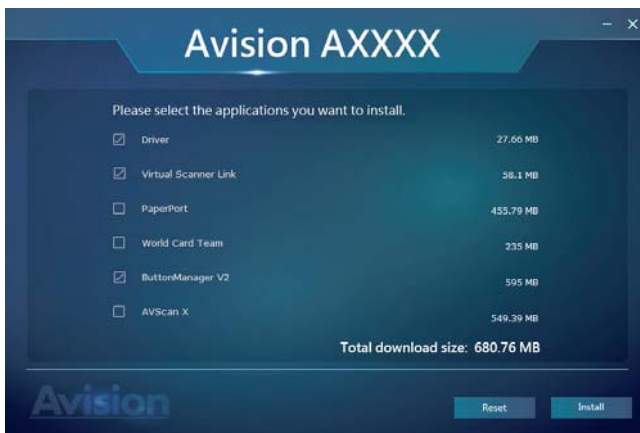 Avision AXXXX
Please select the applications you want to install.
Driver 27.66 MB
Virtual Scanner Link 58.1 MB
PaperPort 455.79 MB
World Card Team 235 MB
ButtonManager V2 595 MB
AVScan X 549.39 MB
Total download size: 680.76 MB
Avision
Reset Install